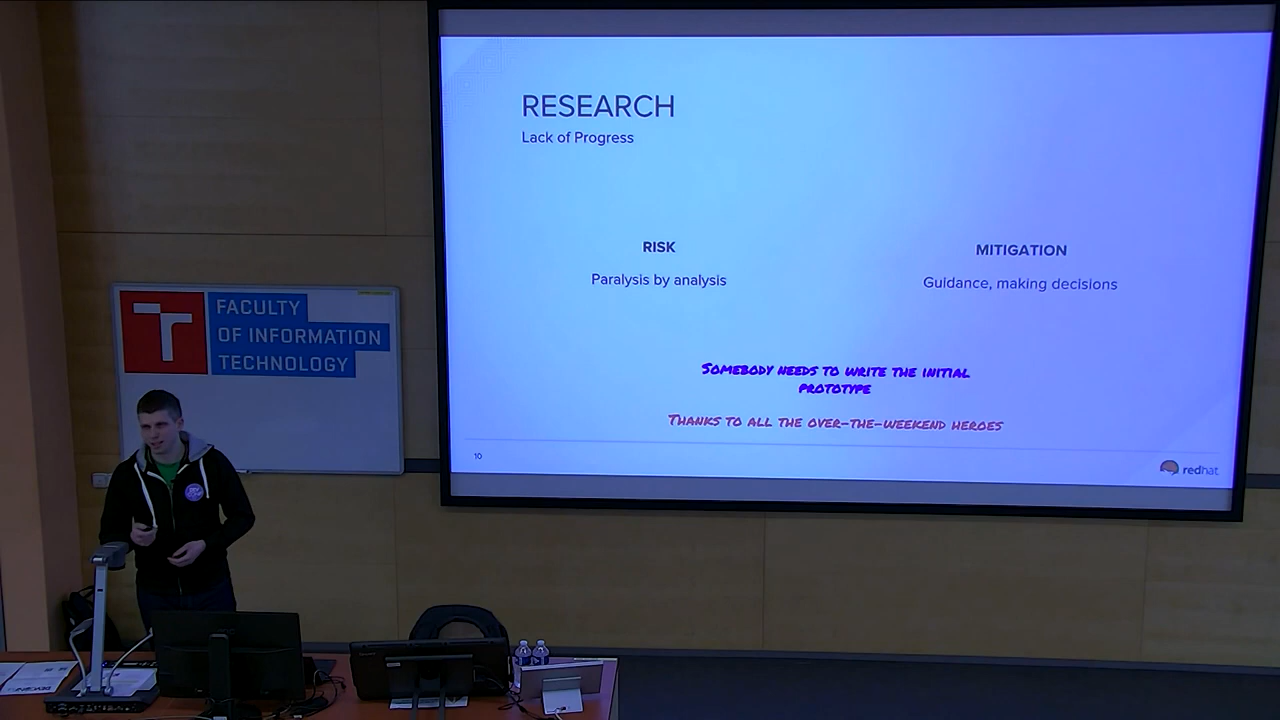 RESEARCH
Lack of Progress
RISK
Paralysis by analysis
MITIGATION
Guidance, making decisions
SOMEBODY NEEDS TO WRITE THE INITIAL
PROTOTYPE
THANKS TO ALL THE OVER-THE-WEEKEND HEROES
10
redhat
FACULTY
OF INFORMATION
TECHNOLOGY